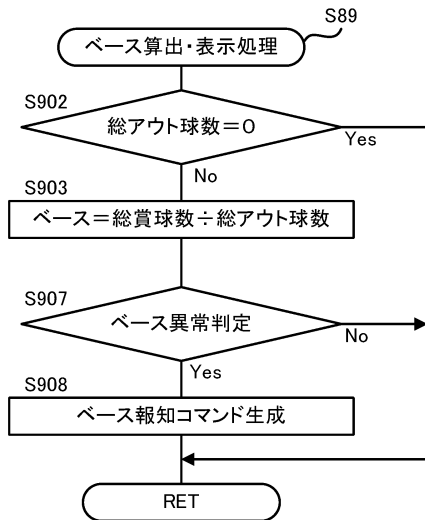 S89
ベース算出・表示処理
S902
総アウト球数=0
Yes
No
S903
ベース=総賞球数÷総アウト球数
S907
ベース異常判定
No
Yes
S908
ベース報知コマンド生成
RET